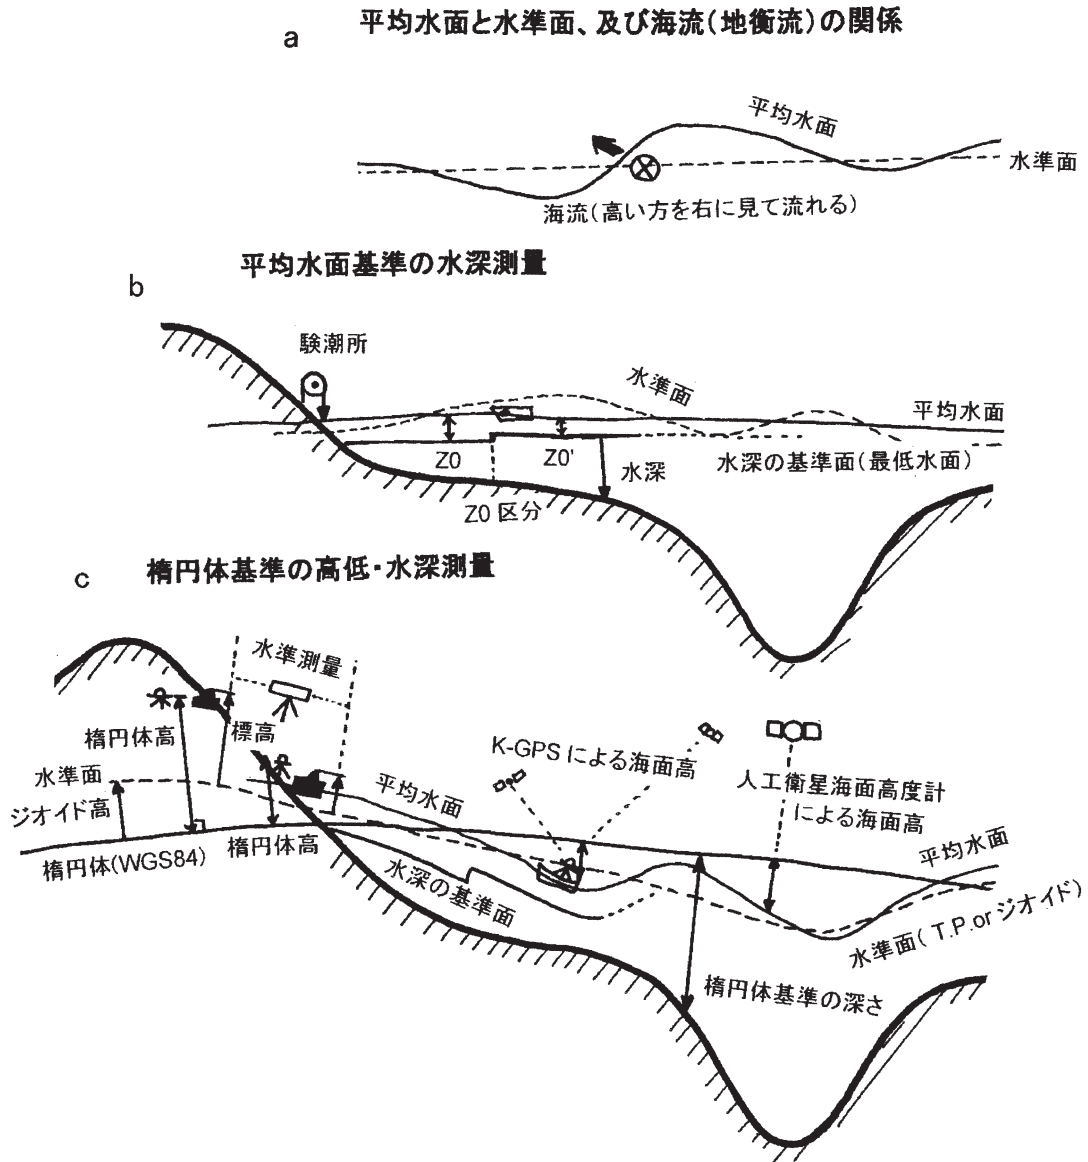 平均水面と水準面、及び海流(地衡流)の関係
a
平均水面
水準面
海流(高い方を右に見て流れる)
平均水面基準の水深測量
b
験潮所
水準面
平均水面
Z0
Z0'
水深
水深の基準面(最低水面)
Z0 区分
c
楕円体基準の高低・水深測量
水準測量
楕円体高
標高
K-GPS による海面高
水準面
平均水面
人工衛星海面高度計
による海面高
ジオイド高
楕円体(WGS84)
楕円体高
平均水面
水深の基準面
水準面( T.P.orジオイド)
楕円体基準の深さ